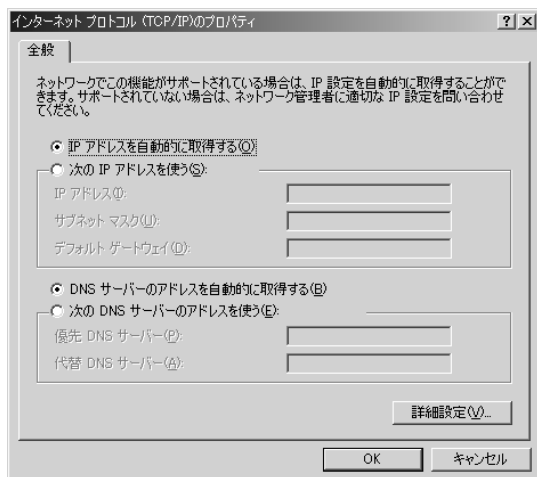 インターネット プロトコル (TCP/IP)のプロパティ
全般
ネットワークでこの機能がサポートされている場合は、IP 設定を自動的に取得することがで
きます。サポートされていない場合は、ネットワーク管理者に適切な IP 設定を問い合わせ
てください。
IP アドレスを自動的に取得する(O)
次の IP アドレスを使う(S):
IP アドレス(I):
サブネット マスク(U):
デフォルト ゲートウェイ(D):
DNS サーバーのアドレスを自動的に取得する(B)
次の DNS サーバーのアドレスを使う(E):
優先 DNS サーバー(P):
代替 DNS サーバー(A):
詳細設定(V)...
OK
キャンセル